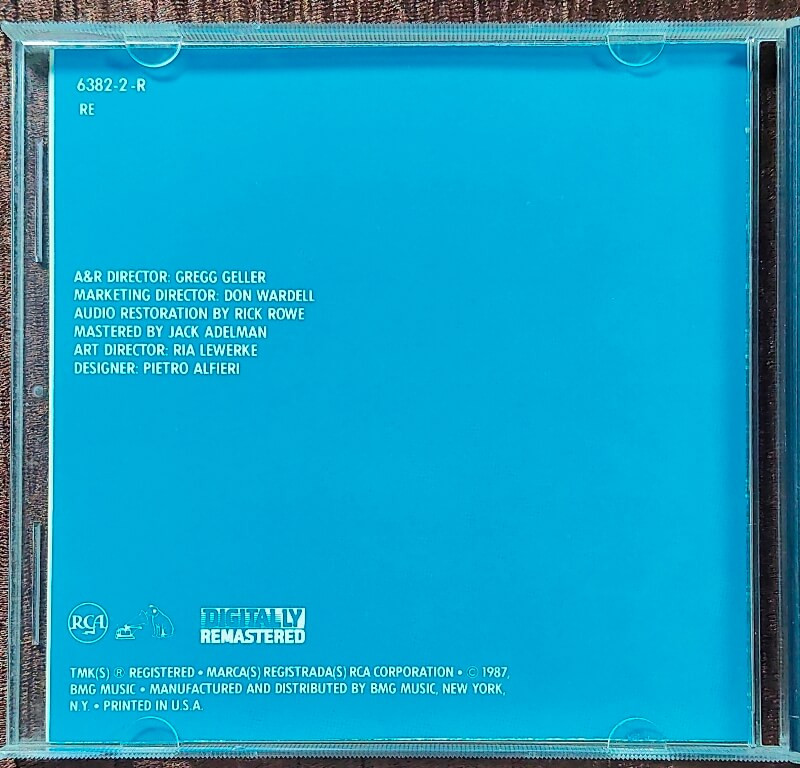 6382-2-R
RE
A&R DIRECTOR: GREGG GELLER
MARKETING DIRECTOR: DON WARDELL
AUDIO RESTORATION BY RICK ROWE
MASTERED BY JACK ADELMAN
ART DIRECTOR: RIA LEWERKE
DESIGNER: PIETRO ALFIERI
RCA
DIGITALLY
REMASTERED
TMK(S) ® REGISTERED • MARCA(S) REGISTRADA(S) RCA CORPORATION • © 1987,
BMG MUSIC • MANUFACTURED AND DISTRIBUTED BY BMG MUSIC, NEW YORK,
N.Y. • PRINTED IN U.S.A.